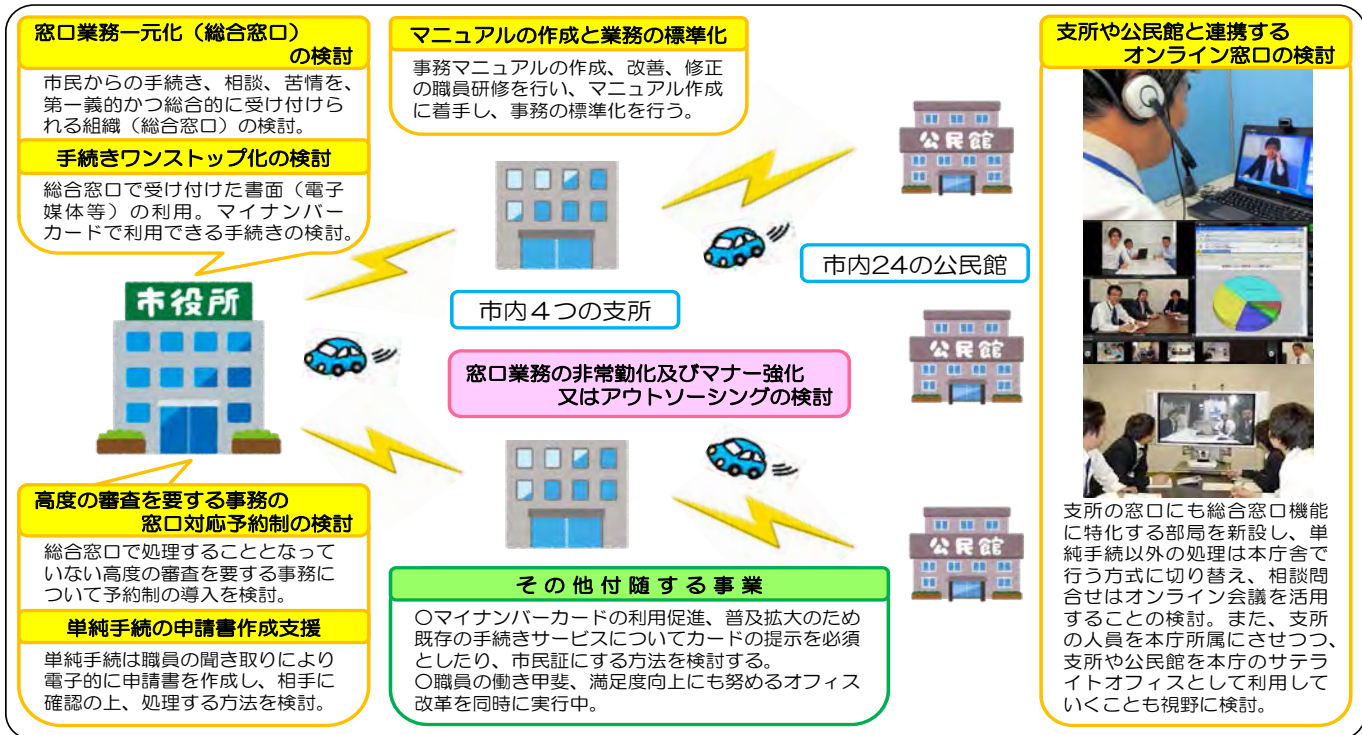 窓口業務一元化（総合窓口）
の検討
市民からの手続き、相談、苦情を、
第一義的かつ総合的に受け付けら
れる組織（総合窓口）の検討。
手続きワンストップ化の検討
総合窓口で受け付けた書面（電子
媒体等）の利用。マイナンバー
カードで利用できる手続きの検討。
市役所
高度の審査を要する事務の
窓口対応予約制の検討
総合窓口で処理することとなって
いない高度の審査を要する事務に
ついて予約制の導入を検討。
単純手続の申請書作成支援
単純手続は職員の聞き取りにより
電子的に申請書を作成し、相手に
確認の上、処理する方法を検討。
マニュアルの作成と業務の標準化
事務マニュアルの作成、改善、修正
の職員研修を行い、マニュアル作成
に着手し、事務の標準化を行う。
市内４つの支所
窓口業務の非常勤化及びマナー強化
又はアウトソーシングの検討
その他付随する事業
〇マイナンバーカードの利用促進、普及拡大のため
既存の手続きサービスについてカードの提示を必須
としたり、市民証にする方法を検討する。
〇職員の働き甲斐、満足度向上にも努めるオフィス
改革を同時に実行中。
公民館
市内24の公民館
公民館
公民館
支所や公民館と連携する
オンライン窓口の検討
支所の窓口にも総合窓口機能
に特化する部局を新設し、単
純手続以外の処理は本庁舎で
行う方式に切り替え、相談問
合せはオンライン会議を活用
することの検討。また、支所
の人員を本庁所属にさせつつ、
支所や公民館を本庁のサテラ
イトオフィスとして利用して
いくことも視野に検討。